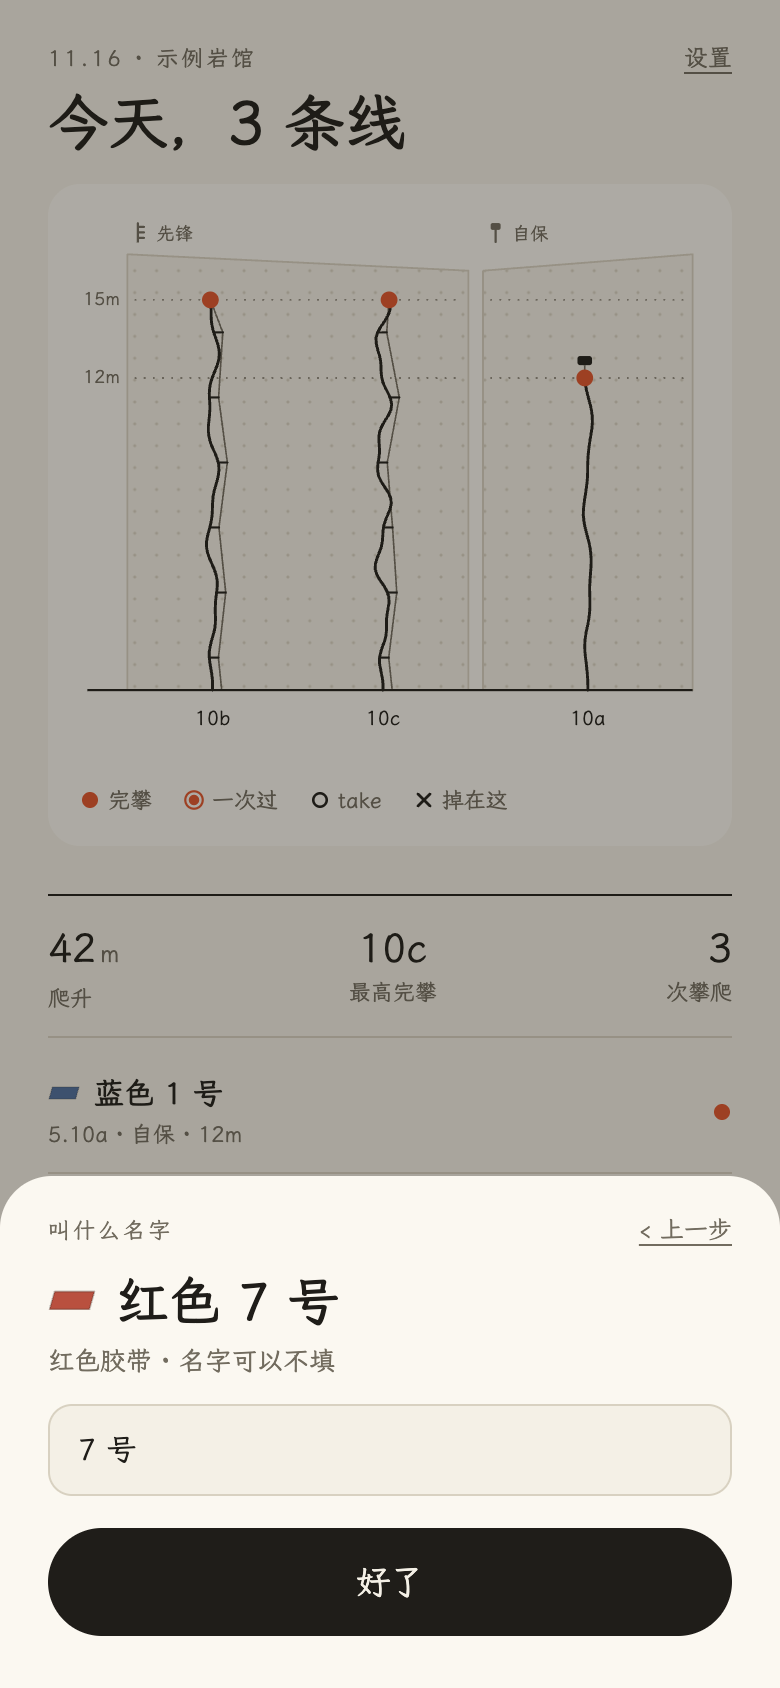 11.16 · 示例岩馆
设置
今天，3 条线
先锋
自保
15m
12m
10b
10c
10a
完攀
一次过
take
掉在这
42 m
10c
3
爬升
最高完攀
次攀爬
蓝色 1 号
5.10a · 自保 · 12m
叫什么名字
< 上一步
红色 7 号
红色胶带 · 名字可以不填
7 号
好了